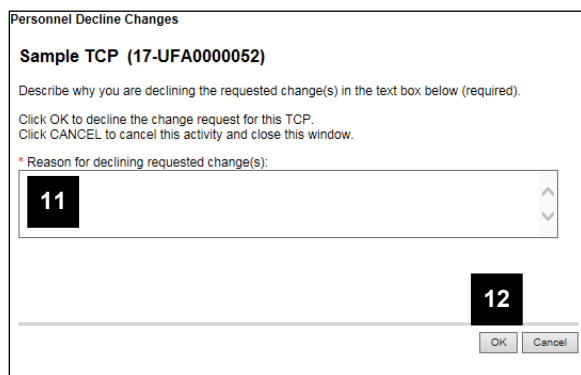 Personnel Decline Changes
Sample TCP (17-UFA0000052)
Describe why you are declining the requested change(s) in the text box below (required).
Click OK to decline the change request for this TCP.
Click CANCEL to cancel this activity and close this window.
* Reason for declining requested change(s):
11
12
OK Cancel